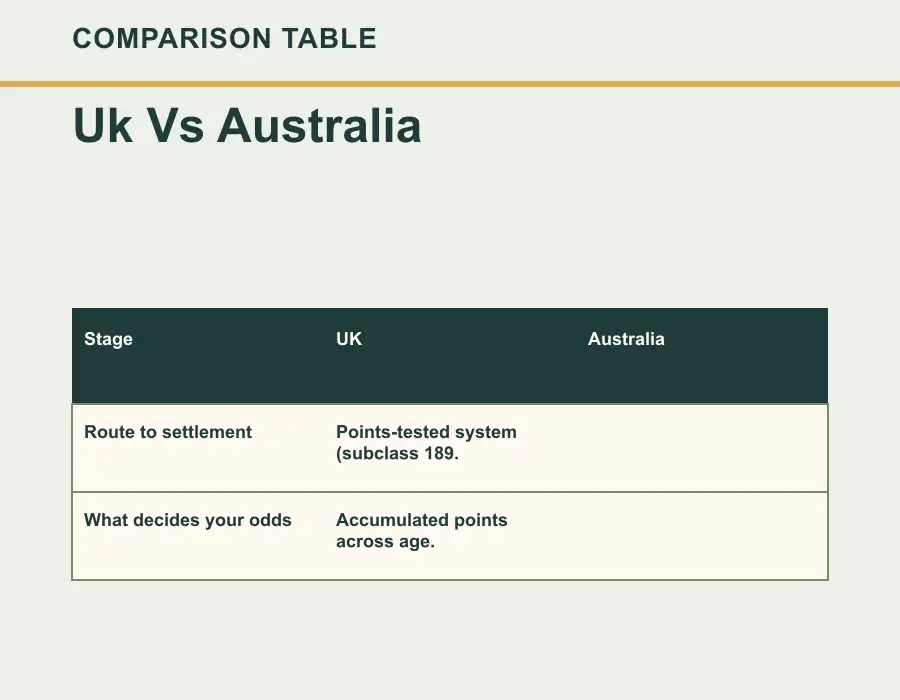 COMPARISON TABLE
Uk Vs Australia
Stage UK Australia
Route to settlement Points-tested system
(subclass 189.
What decides your odds Accumulated points
across age.